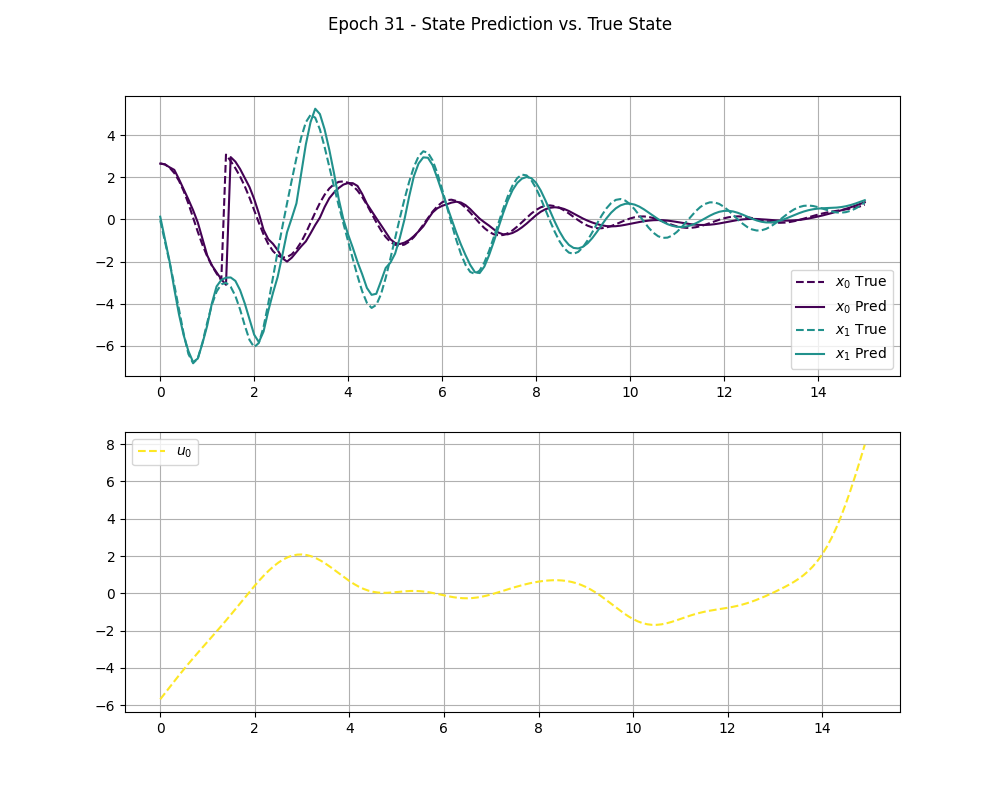 Epoch 31 - State Prediction vs. True State
4
2
0
−2
−4
−6
x₀ True
x₀ Pred
x₁ True
x₁ Pred
0 2 4 6 8 10 12 14
8
6
4
2
0
−2
−4
−6
u₀
0 2 4 6 8 10 12 14